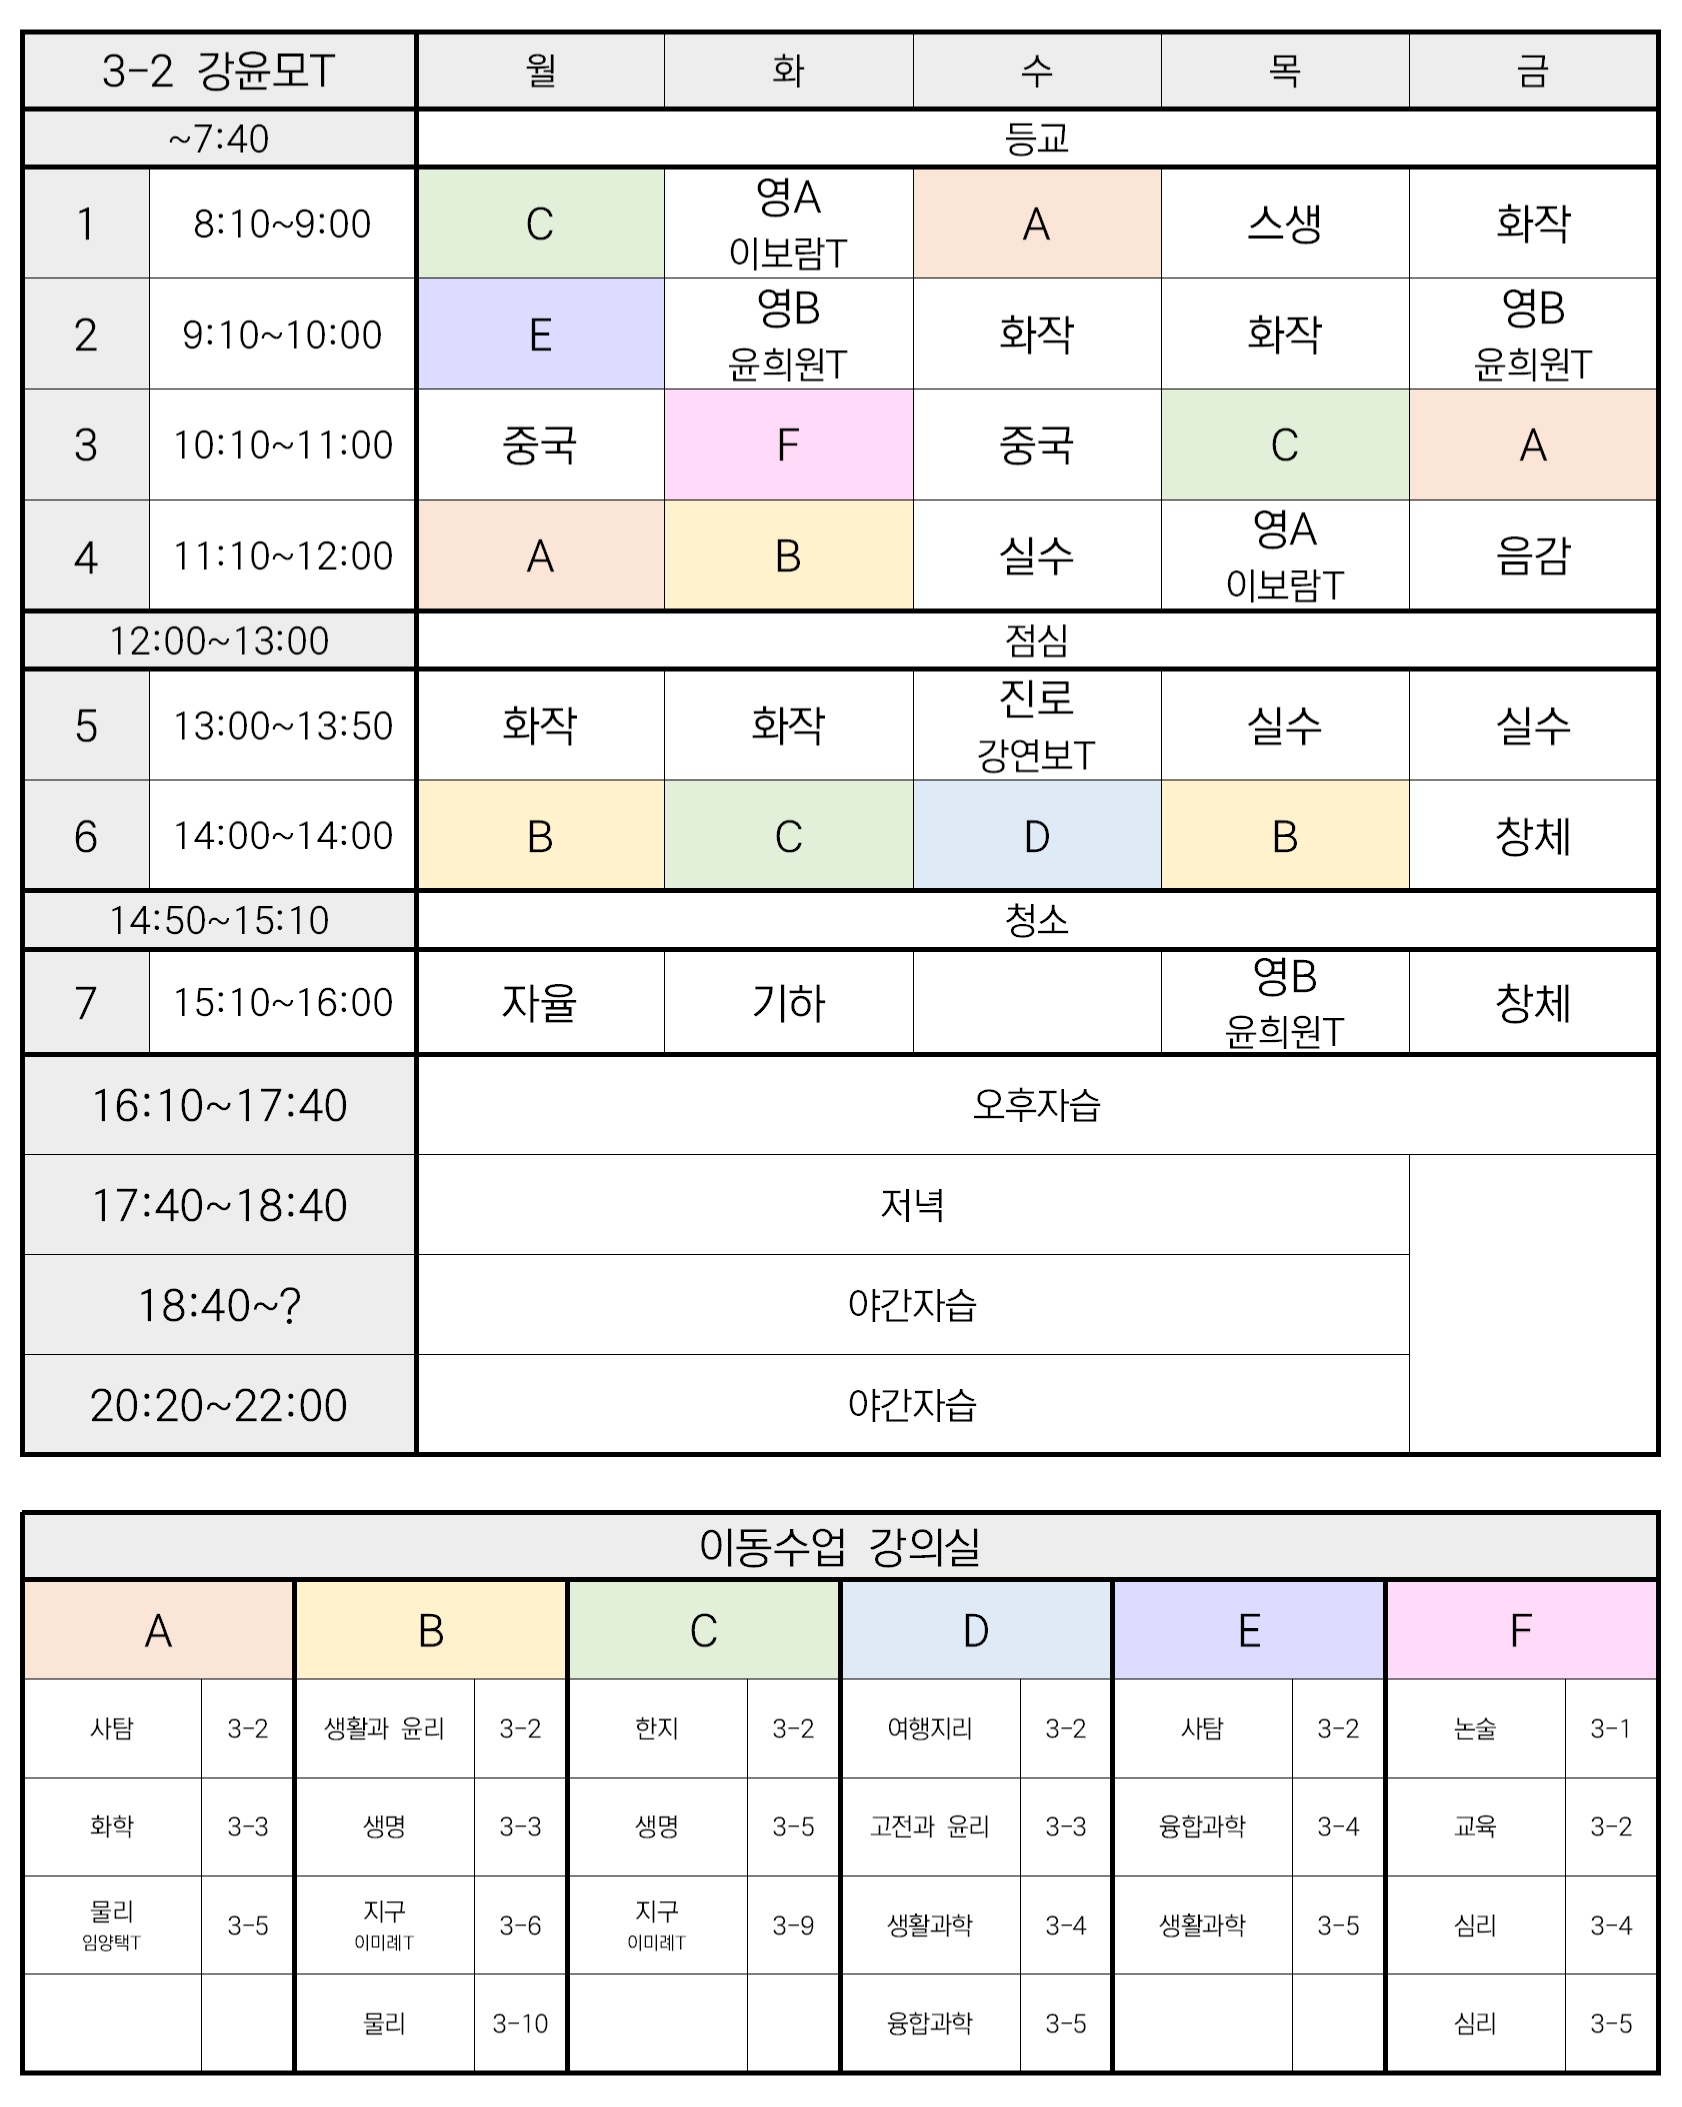 3-2 강윤모T 월 화 수 목 금
~7:40 등교
1 8:10~9:00 C 영A 이보람T A 스생 화작
2 9:10~10:00 E 영B 윤희원T 화작 화작 영B 윤희원T
3 10:10~11:00 중국 F 중국 C A
4 11:10~12:00 A B 실수 영A 이보람T 음감
12:00~13:00 점심
5 13:00~13:50 화작 화작 진로 강연보T 실수 실수
6 14:00~14:00 B C D B 창체
14:50~15:10 청소
7 15:10~16:00 자율 기하 영B 윤희원T 창체
16:10~17:40 오후자습
17:40~18:40 저녁
18:40~? 야간자습
20:20~22:00 야간자습
이동수업 강의실
A B C D E F
사탐 3-2 생활과 윤리 3-2 한지 3-2 여행지리 3-2 사탐 3-2 논술 3-1
화학 3-3 생명 3-3 생명 3-5 고전과 윤리 3-3 융합과학 3-4 교육 3-2
물리 임양택T 3-5 지구 이미례T 3-6 지구 이미례T 3-9 생활과학 3-4 생활과학 3-5 심리 3-4
물리 3-10 융합과학 3-5 심리 3-5